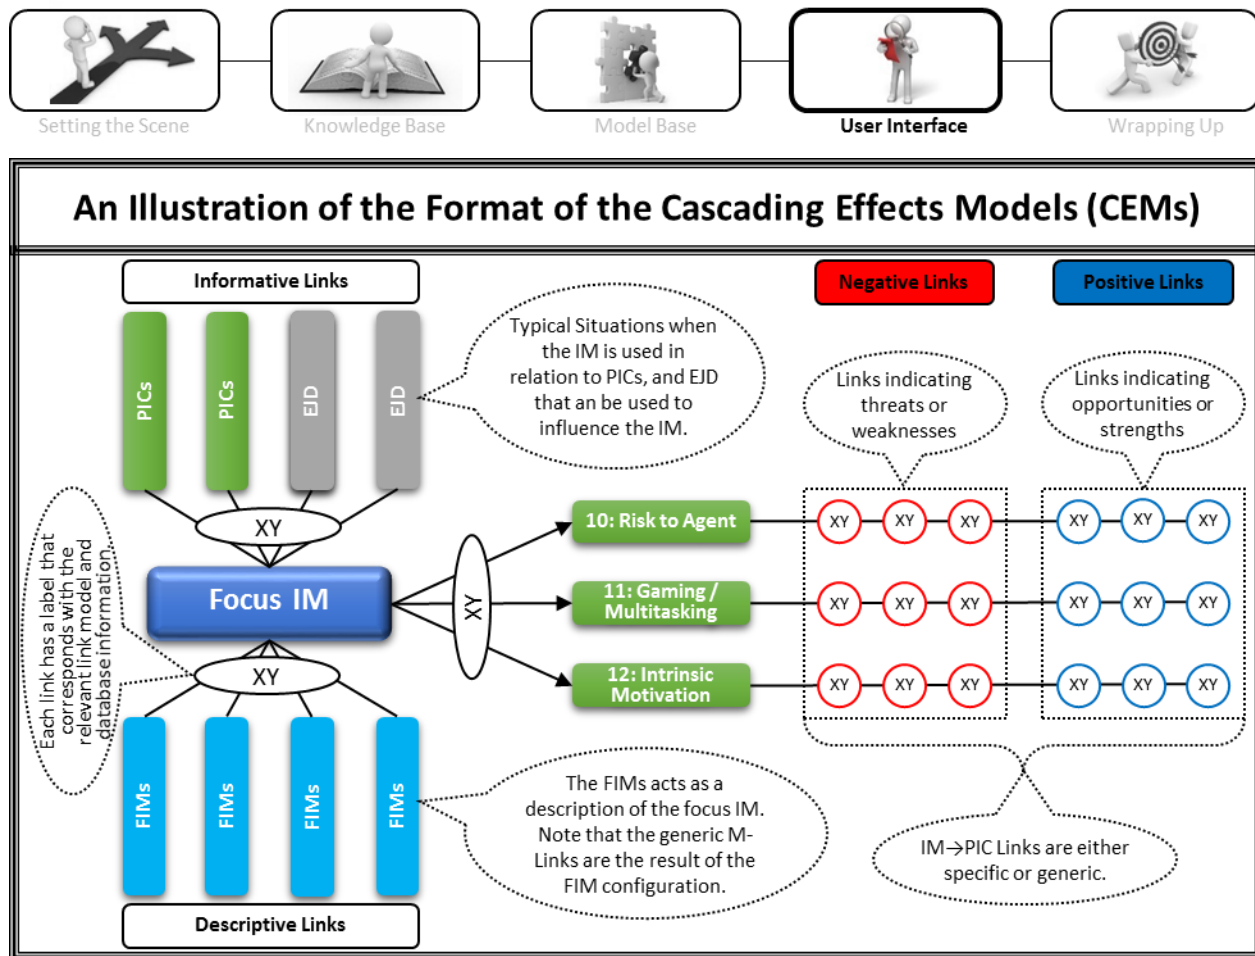 Setting the Scene
Knowledge Base
Model Base
User Interface
Wrapping Up
An Illustration of the Format of the Cascading Effects Models (CEMs)
Informative Links
Negative Links
Positive Links
PICs
PICs
EJD
EJD
Typical Situations when
the IM is used in
relation to PICs, and EJD
that an be used to
influence the IM.
Links indicating
threats or
weaknesses
Links indicating
opportunities or
strengths
XY
Focus IM
XY
XY
Each link has a label that
corresponds with the
relevant link model and
database information.
10: Risk to Agent
XY
XY
XY
XY
XY
XY
11: Gaming /
Multitasking
XY
XY
XY
XY
XY
XY
12: Intrinsic
Motivation
XY
XY
XY
XY
XY
XY
FIMs
FIMs
FIMs
FIMs
The FIMs acts as a
description of the focus IM.
Note that the generic M-
Links are the result of the
FIM configuration.
IM→PIC Links are either
specific or generic.
Descriptive Links